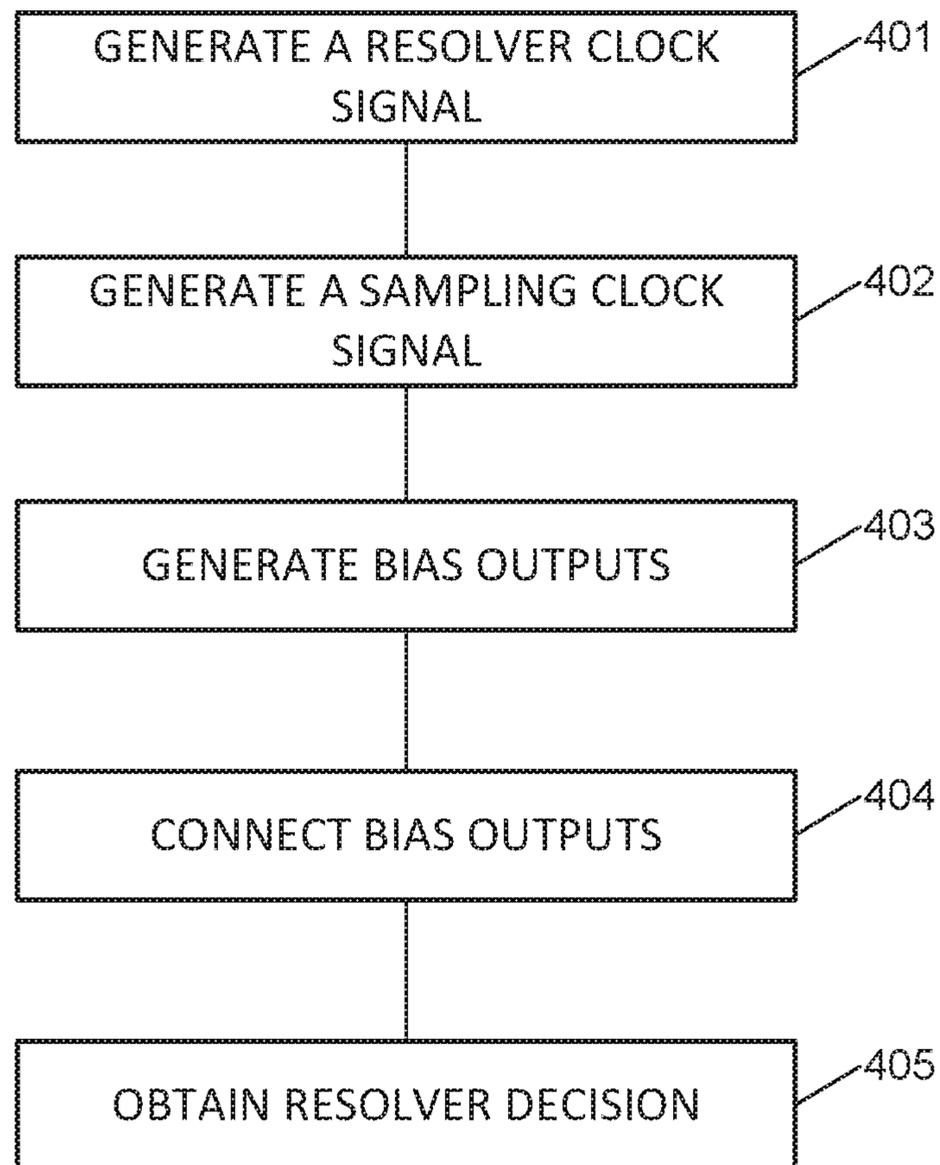 GENERATE A RESOLVER CLOCK
SIGNAL
401
GENERATE A SAMPLING CLOCK
SIGNAL
402
GENERATE BIAS OUTPUTS
403
CONNECT BIAS OUTPUTS
404
OBTAIN RESOLVER DECISION
405